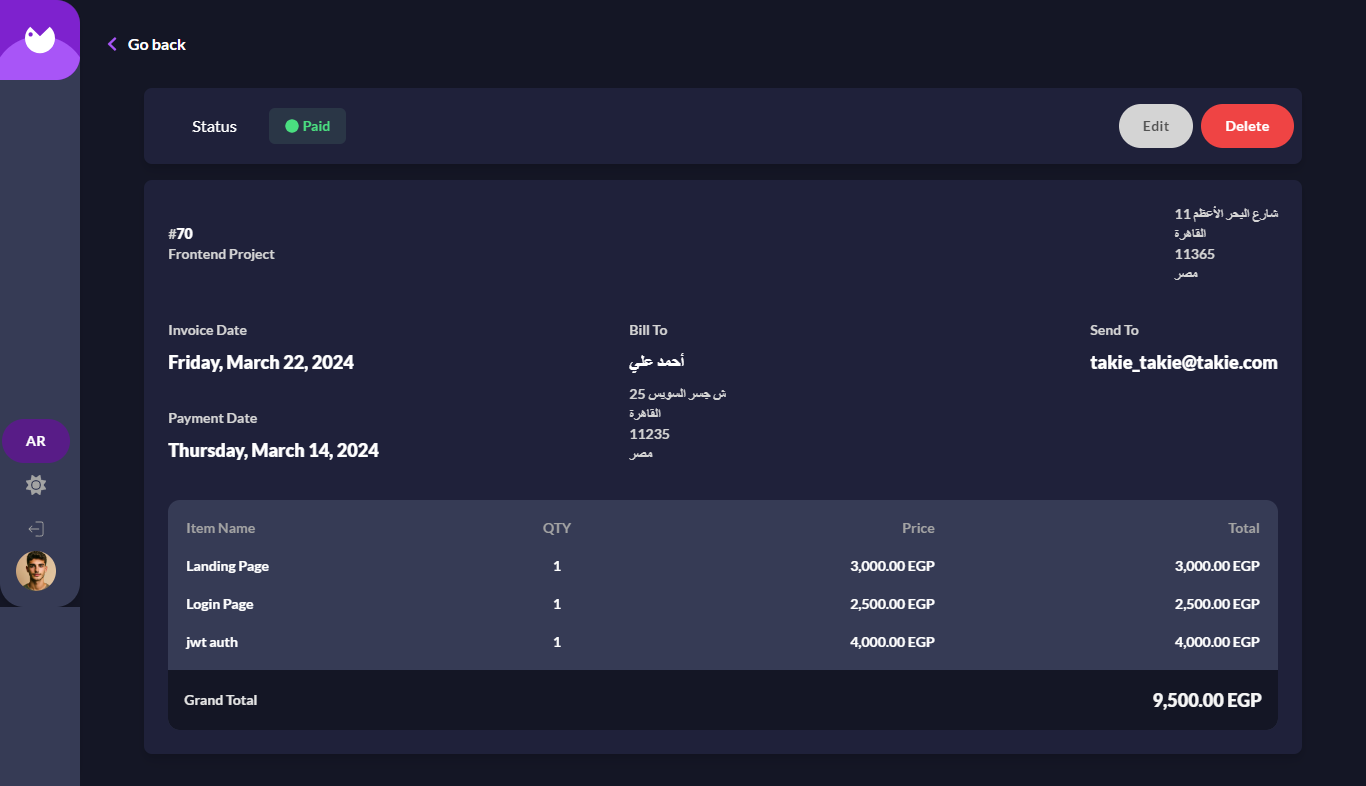 Go back
Status
Paid
Edit
Delete
#70
Frontend Project
11 شارع البحر الأعظم
القاهرة
11365
مصر
Invoice Date
Friday, March 22, 2024
Payment Date
Thursday, March 14, 2024
Bill To
أحمد علي
25 ش جسر السويس
القاهرة
11235
مصر
Send To
takie_takie@takie.com
AR
Item Name QTY Price Total
Landing Page 1 3,000.00 EGP 3,000.00 EGP
Login Page 1 2,500.00 EGP 2,500.00 EGP
jwt auth 1 4,000.00 EGP 4,000.00 EGP
Grand Total 9,500.00 EGP